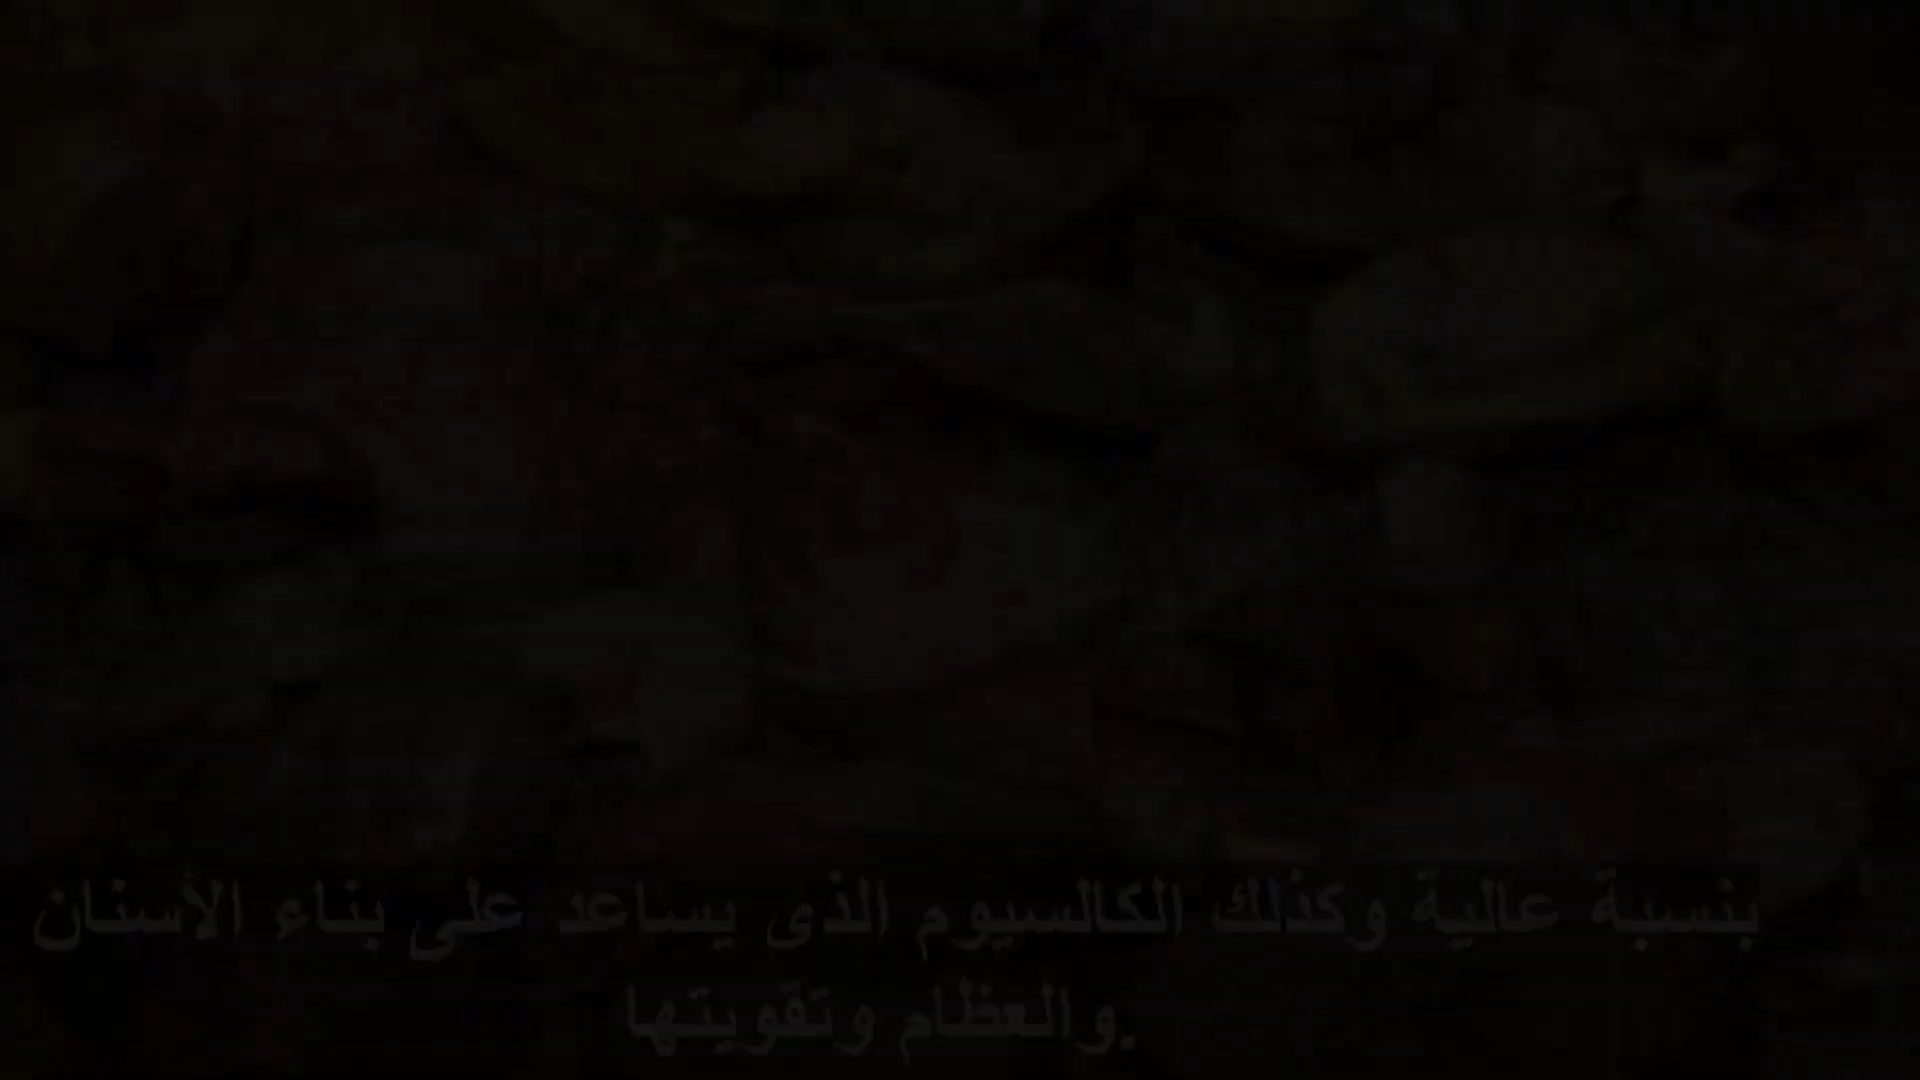 بنسبة عالية وكذلك الكالسيوم الذى يساعد على بناء الأسنان
والعظام وتقويتها.